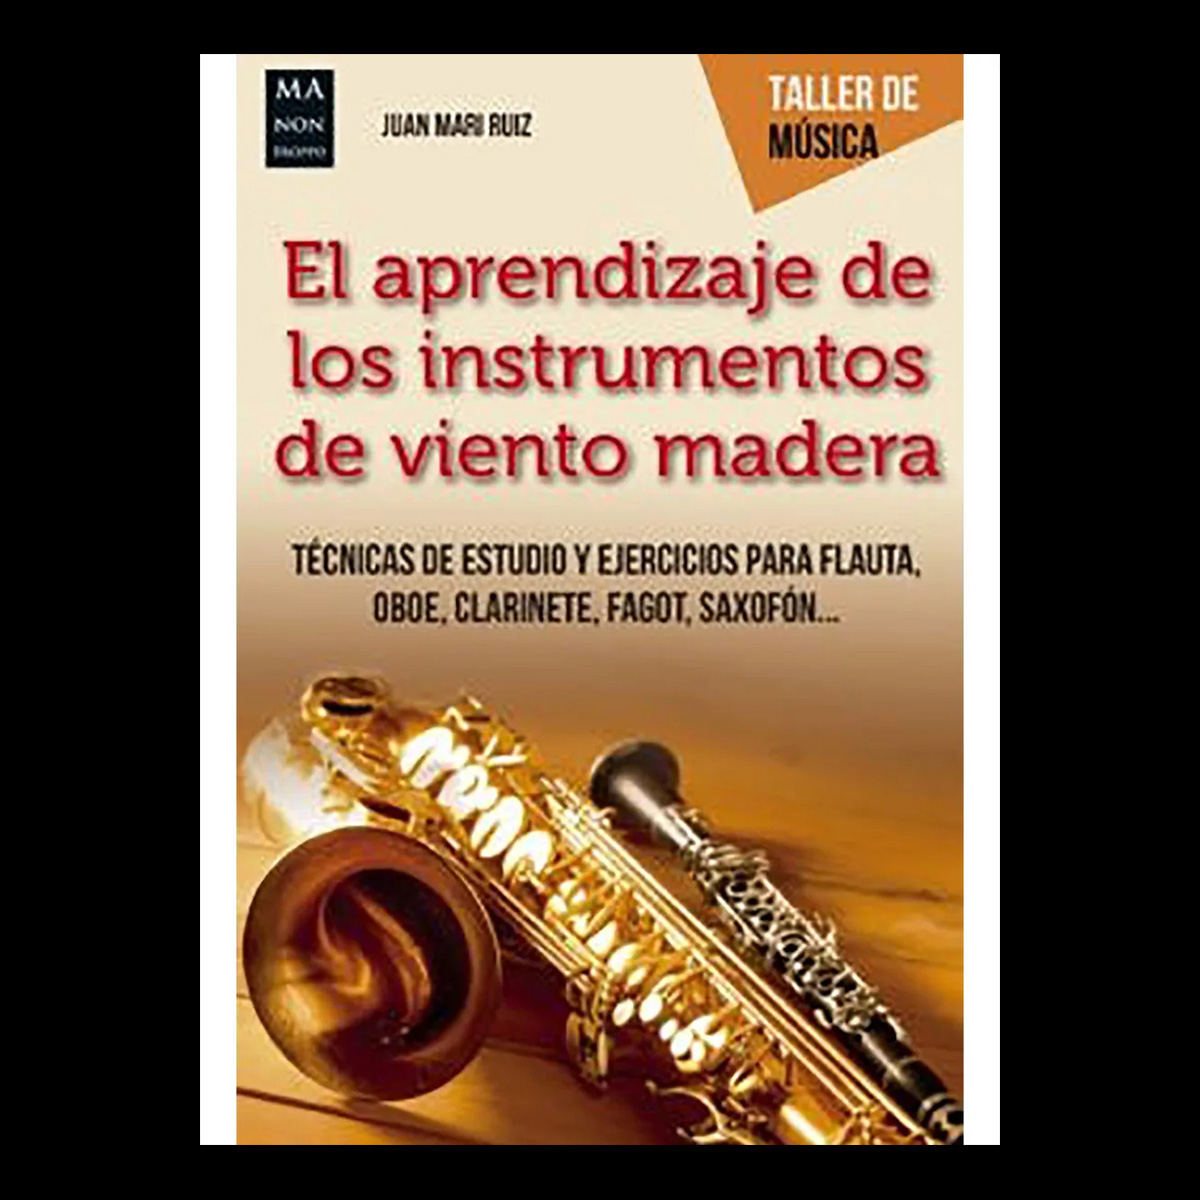 MA
NON
TROPPO
JUAN MARI RUIZ
TALLER DE
MÚSICA
El aprendizaje de
los instrumentos
de viento madera
TÉCNICAS DE ESTUDIO Y EJERCICIOS PARA FLAUTA,
OBOE, CLARINETE, FAGOT, SAXOFÓN...